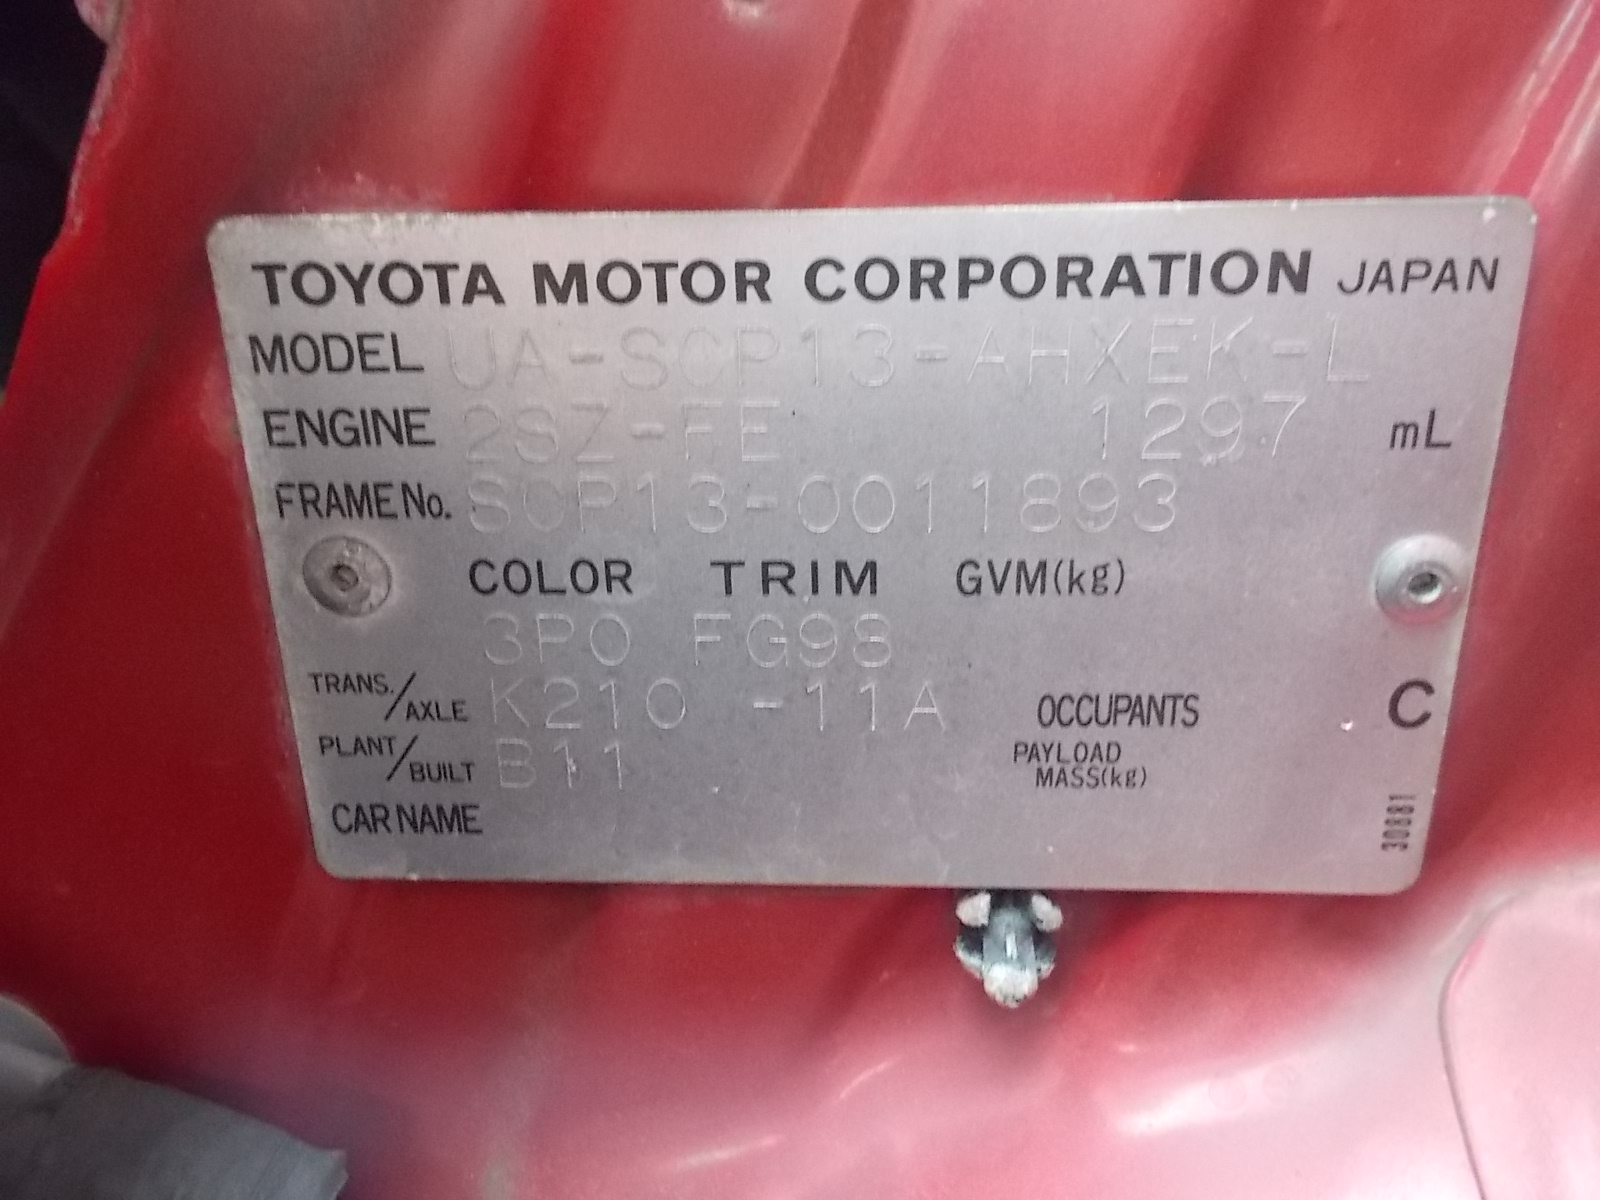 TOYOTA MOTOR CORPORATION JAPAN
MODEL UA-SCP13-AHXEK-L
ENGINE 2SZ-FE 1297 mL
FRAME No. SCP13-0011893
COLOR TRIM GVM(kg)
3P0 FG98
TRANS./AXLE K210 -11A OCCUPANTS C
PLANT/BUILT B11 PAYLOAD MASS(kg)
CAR NAME
30881